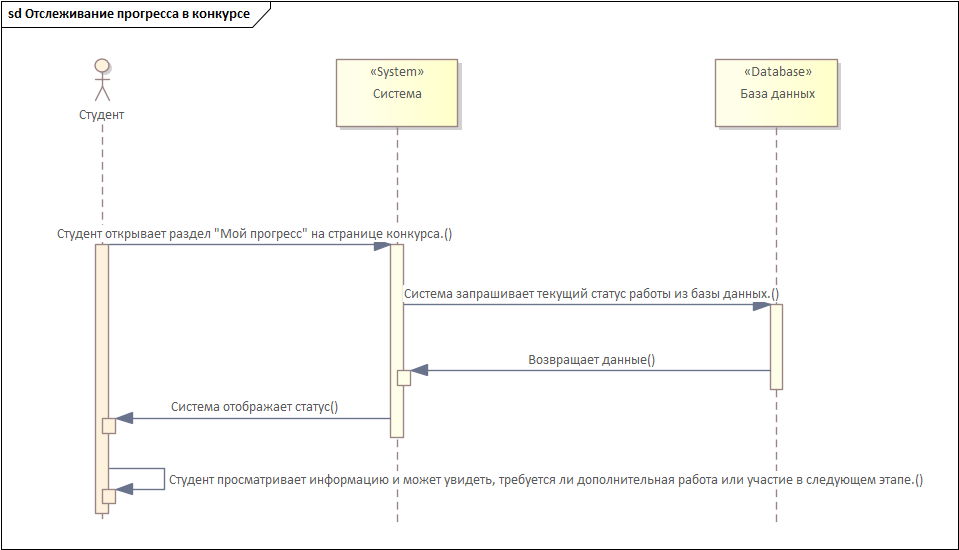 sd Отслеживание прогресса в конкурсе
Студент
«System»
Система
«Database»
База данных
Студент открывает раздел "Мой прогресс" на странице конкурса.()
Система запрашивает текущий статус работы из базы данных.()
Возвращает данные()
Система отображает статус()
Студент просматривает информацию и может увидеть, требуется ли дополнительная работа или участие в следующем этапе.()